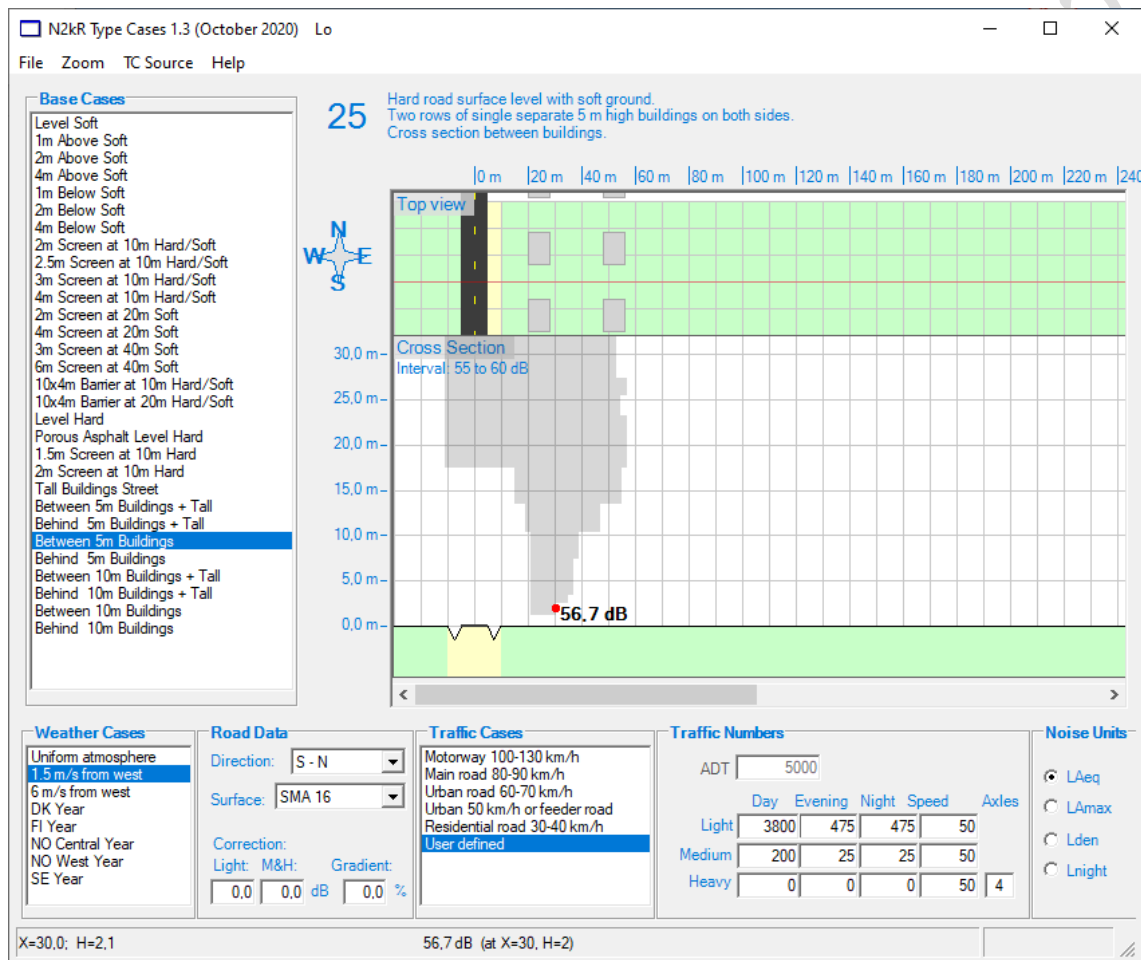 N2kR Type Cases 1.3 (October 2020) Lo
File Zoom TC Source Help
Base Cases
Level Soft
1m Above Soft
2m Above Soft
4m Above Soft
1m Below Soft
2m Below Soft
4m Below Soft
2m Screen at 10m Hard/Soft
2.5m Screen at 10m Hard/Soft
3m Screen at 10m Hard/Soft
4m Screen at 10m Hard/Soft
2m Screen at 20m Soft
4m Screen at 20m Soft
3m Screen at 40m Soft
6m Screen at 40m Soft
10x4m Barrier at 10m Hard/Soft
10x4m Barrier at 20m Hard/Soft
Level Hard
Porous Asphalt Level Hard
1.5m Screen at 10m Hard
2m Screen at 10m Hard
Tall Buildings Street
Between 5m Buildings + Tall
Behind 5m Buildings + Tall
Between 5m Buildings
Behind 5m Buildings
Between 10m Buildings + Tall
Behind 10m Buildings + Tall
Between 10m Buildings
Behind 10m Buildings
25
Hard road surface level with soft ground.
Two rows of single separate 5 m high buildings on both sides.
Cross section between buildings.
0 m 20 m 40 m 60 m 80 m 100 m 120 m 140 m 160 m 180 m 200 m 220 m 240
Top view
N
W E
S
Cross Section
Interval: 55 to 60 dB
30,0 m
25,0 m
20,0 m
15,0 m
10,0 m
5,0 m
0,0 m
56,7 dB
Weather Cases
Uniform atmosphere
1.5 m/s from west
6 m/s from west
DK Year
FI Year
NO Central Year
NO West Year
SE Year
Road Data
Direction: S - N
Surface: SMA 16
Correction:
Light: M&H: Gradient:
0,0 0,0 dB 0,0 %
Traffic Cases
Motorway 100-130 km/h
Main road 80-90 km/h
Urban road 60-70 km/h
Urban 50 km/h or feeder road
Residential road 30-40 km/h
User defined
Traffic Numbers
ADT 5000
Day Evening Night Speed Axles
Light 3800 475 475 50
Medium 200 25 25 50
Heavy 0 0 0 50 4
Noise Units
LAeq
LAmax
Lden
Lnight
X=30,0; H=2,1
56,7 dB (at X=30, H=2)